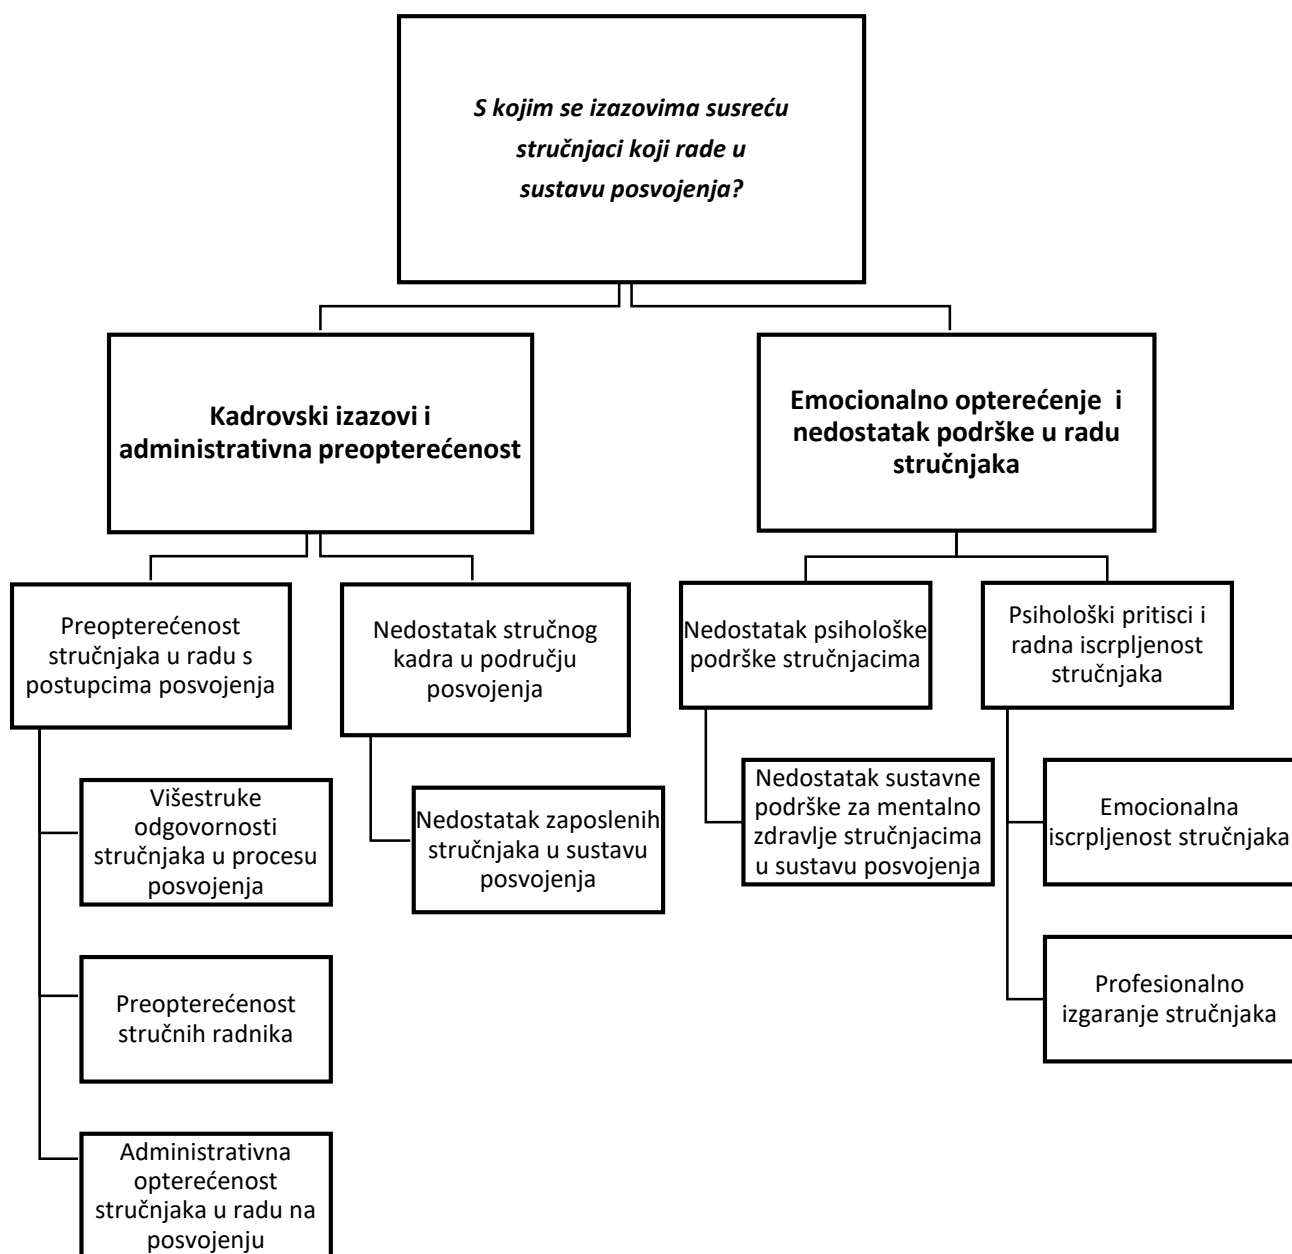 S kojim se izazovima susreću
stručnjaci koji rade u
sustavu posvojenja?
Kadrovski izazovi i
administrativna preopterećenost
Emocionalno opterećenje i
nedostatak podrške u radu
stručnjaka
Preopterećenost
stručnjaka u radu s
postupcima posvojenja
Nedostatak stručnog
kadra u području
posvojenja
Nedostatak psihološke
podrške stručnjacima
Psihološki pritisci i
radna iscrpljenost
stručnjaka
Višestruke
odgovornosti
stručnjaka u procesu
posvojenja
Nedostatak zaposlenih
stručnjaka u sustavu
posvojenja
Nedostatak sustavne
podrške za mentalno
zdravlje stručnjacima
u sustavu posvojenja
Emocionalna
iscrpljenost stručnjaka
Preopterećenost
stručnih radnika
Profesionalno
izgaranje stručnjaka
Administrativna
opterećenost
stručnjaka u radu na
posvojenju